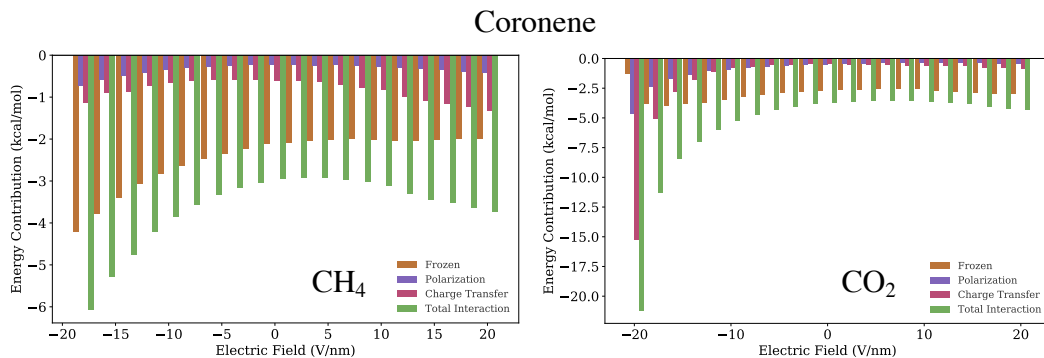 Coronene
0
−1
−2
−3
−4
−5
−6
Energy Contribution (kcal/mol)
Frozen
Polarization
Charge Transfer
Total Interaction
CH4
−20 −15 −10 −5 0 5 10 15 20
Electric Field (V/nm)
0.0
−2.5
−5.0
−7.5
−10.0
−12.5
−15.0
−17.5
−20.0
Energy Contribution (kcal/mol)
Frozen
Polarization
Charge Transfer
Total Interaction
CO2
−20 −10 0 10 20
Electric Field (V/nm)